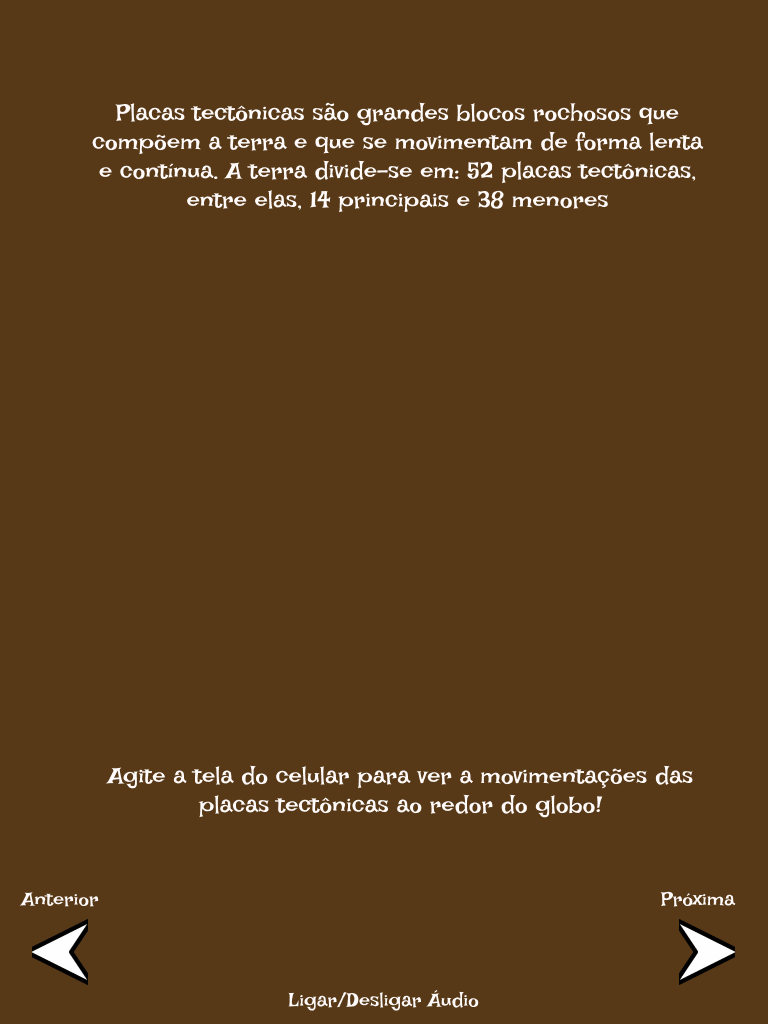 Placas tectônicas são grandes blocos rochosos que
compõem a terra e que se movimentam de forma lenta
e contínua. A terra divide-se em: 52 placas tectônicas,
entre elas, 14 principais e 38 menores
Agite a tela do celular para ver a movimentações das
placas tectônicas ao redor do globo!
Anterior
Próxima
Ligar/Desligar Áudio